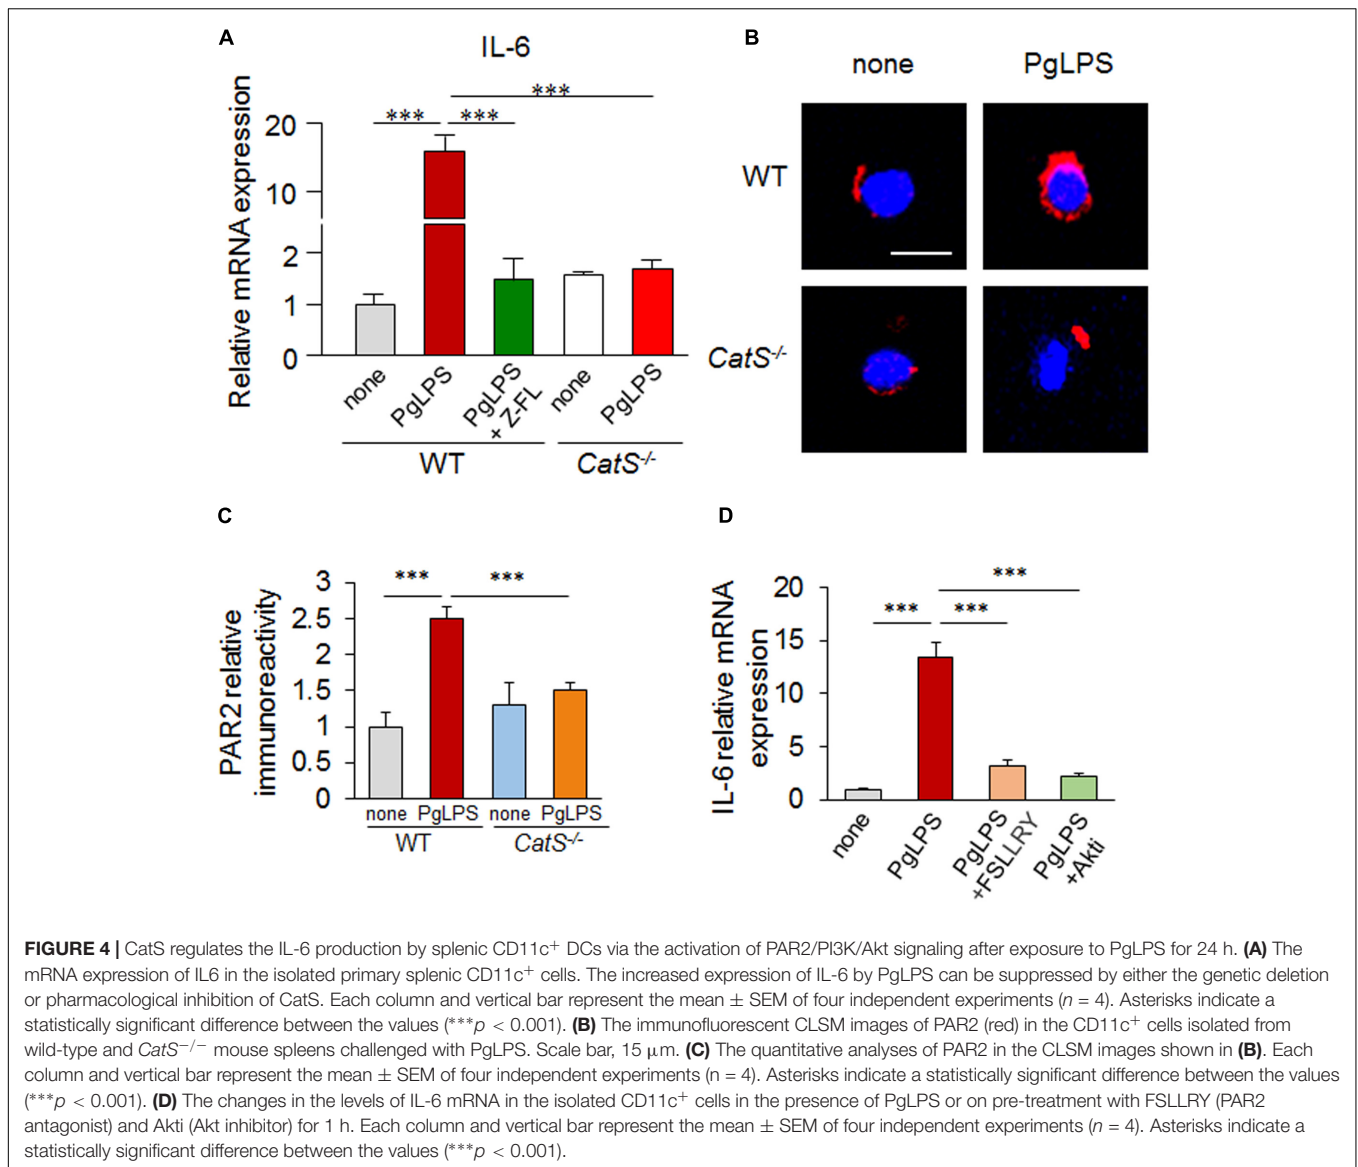 A
IL-6
Relative mRNA expression
20
10
2
1
0
***
***
***
none
PgLPS
PgLPS
+ Z-FL
none
PgLPS
WT
CatS-/-
B
none
PgLPS
WT
CatS-/-
C
PAR2 relative
immunoreactivity
3
2.5
2
1.5
1
0.5
0
***
***
none
PgLPS
none
PgLPS
WT
CatS-/-
D
IL-6 relative mRNA
expression
20
15
10
5
0
***
***
***
none
PgLPS
PgLPS
+FSLLRY
PgLPS
+Akti
FIGURE 4 | CatS regulates the IL-6 production by splenic CD11c+ DCs via the activation of PAR2/PI3K/Akt signaling after exposure to PgLPS for 24 h. (A) The
mRNA expression of IL6 in the isolated primary splenic CD11c+ cells. The increased expression of IL-6 by PgLPS can be suppressed by either the genetic deletion
or pharmacological inhibition of CatS. Each column and vertical bar represent the mean ± SEM of four independent experiments (n = 4). Asterisks indicate a
statistically significant difference between the values (***p < 0.001). (B) The immunofluorescent CLSM images of PAR2 (red) in the CD11c+ cells isolated from
wild-type and CatS−/− mouse spleens challenged with PgLPS. Scale bar, 15 μm. (C) The quantitative analyses of PAR2 in the CLSM images shown in (B). Each
column and vertical bar represent the mean ± SEM of four independent experiments (n = 4). Asterisks indicate a statistically significant difference between the values
(***p < 0.001). (D) The changes in the levels of IL-6 mRNA in the isolated CD11c+ cells in the presence of PgLPS or on pre-treatment with FSLLRY (PAR2
antagonist) and Akti (Akt inhibitor) for 1 h. Each column and vertical bar represent the mean ± SEM of four independent experiments (n = 4). Asterisks indicate a
statistically significant difference between the values (***p < 0.001).